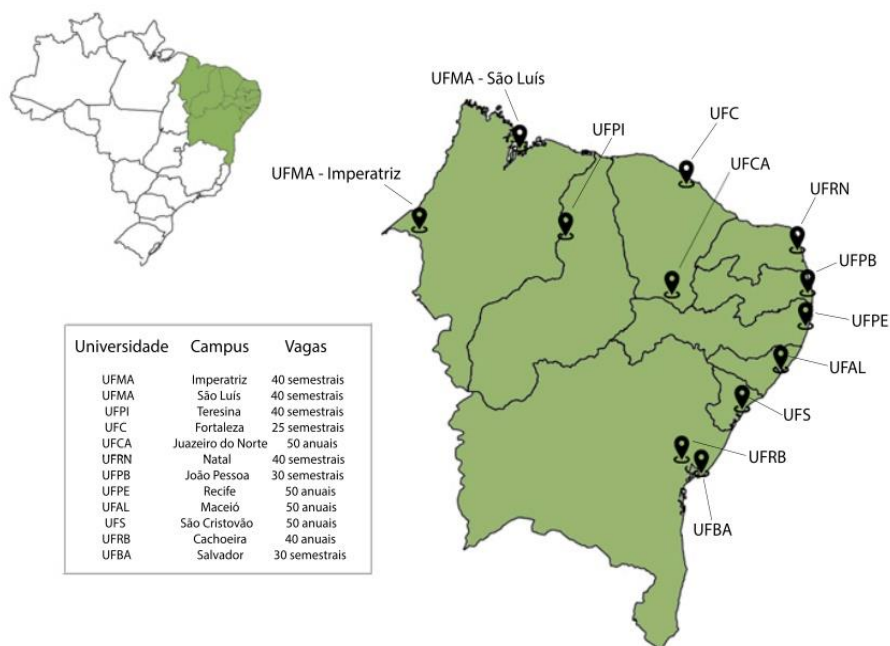 UFMA - São Luís
UFPI
UFC
UFCA
UFMA - Imperatriz
UFRN
UFPB
UFPE
UFAL
UFS
UFRB
UFBA
Universidade Campus Vagas
UFMA Imperatriz 40 semestrais
UFMA São Luís 40 semestrais
UFPI Teresina 40 semestrais
UFC Fortaleza 25 semestrais
UFCA Juazeiro do Norte 50 anuais
UFRN Natal 40 semestrais
UFPB João Pessoa 30 semestrais
UFPE Recife 50 anuais
UFAL Maceió 50 anuais
UFS São Cristovão 50 anuais
UFRB Cachoeira 40 anuais
UFBA Salvador 30 semestrais